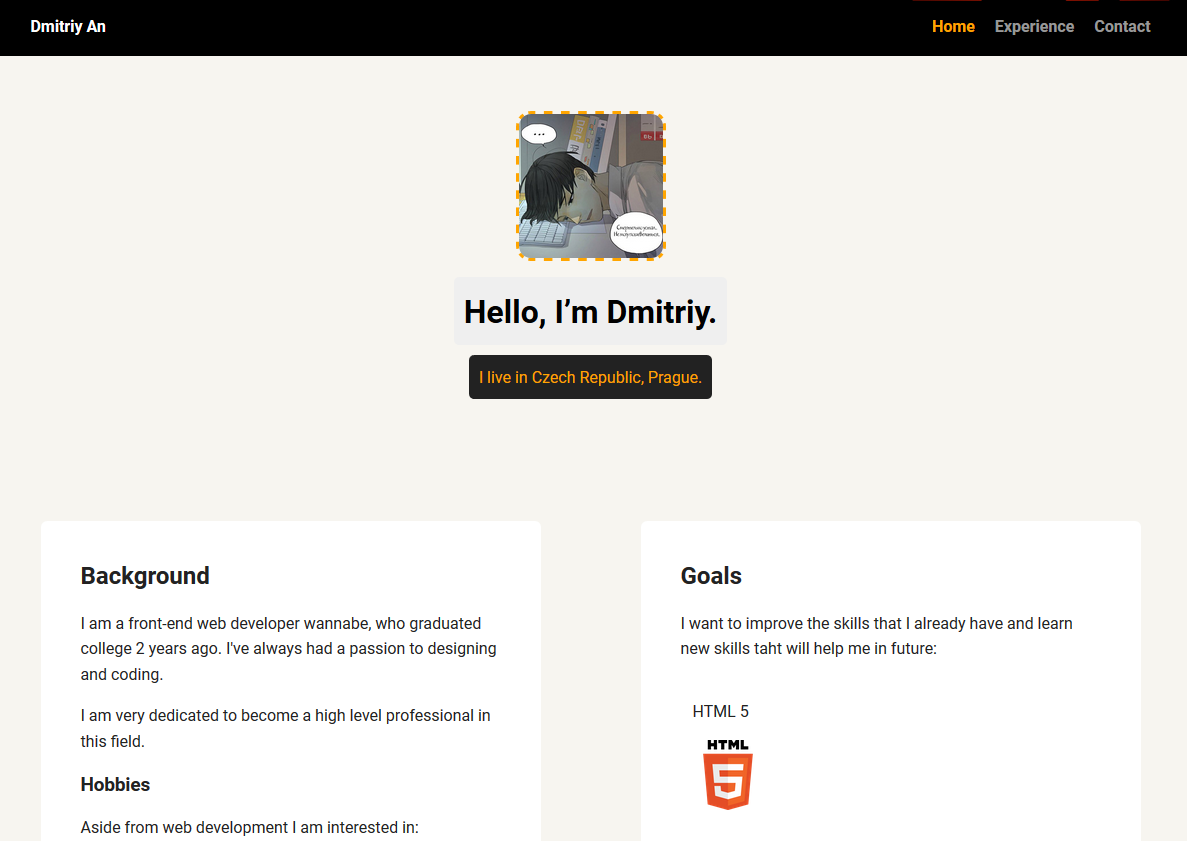 Dmitriy An
Home Experience Contact
...
Смертельно устал.
Hello, I’m Dmitriy.
I live in Czech Republic, Prague.
Background
I am a front-end web developer wannabe, who graduated
college 2 years ago. I've always had a passion to designing
and coding.
I am very dedicated to become a high level professional in
this field.
Hobbies
Aside from web development I am interested in:
Goals
I want to improve the skills that I already have and learn
new skills taht will help me in future:
HTML 5
HTML
5